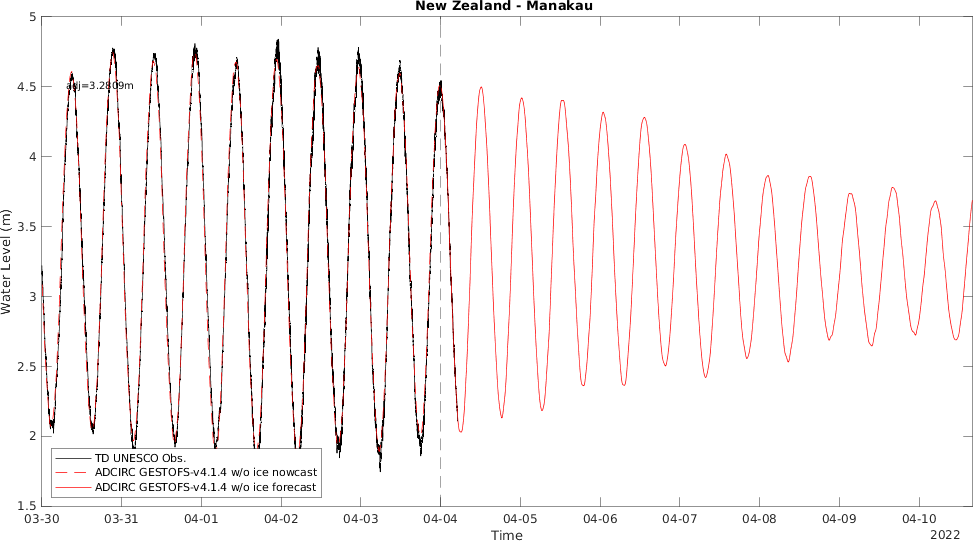 New Zealand - Manakau
5
4.5
4
3.5
3
2.5
2
1.5
Water Level (m)
adj=3.2809m
TD UNESCO Obs.
ADCIRC GESTOFS-v4.1.4 w/o ice nowcast
ADCIRC GESTOFS-v4.1.4 w/o ice forecast
03-30 03-31 04-01 04-02 04-03 04-04 04-05 04-06 04-07 04-08 04-09 04-10
Time
2022